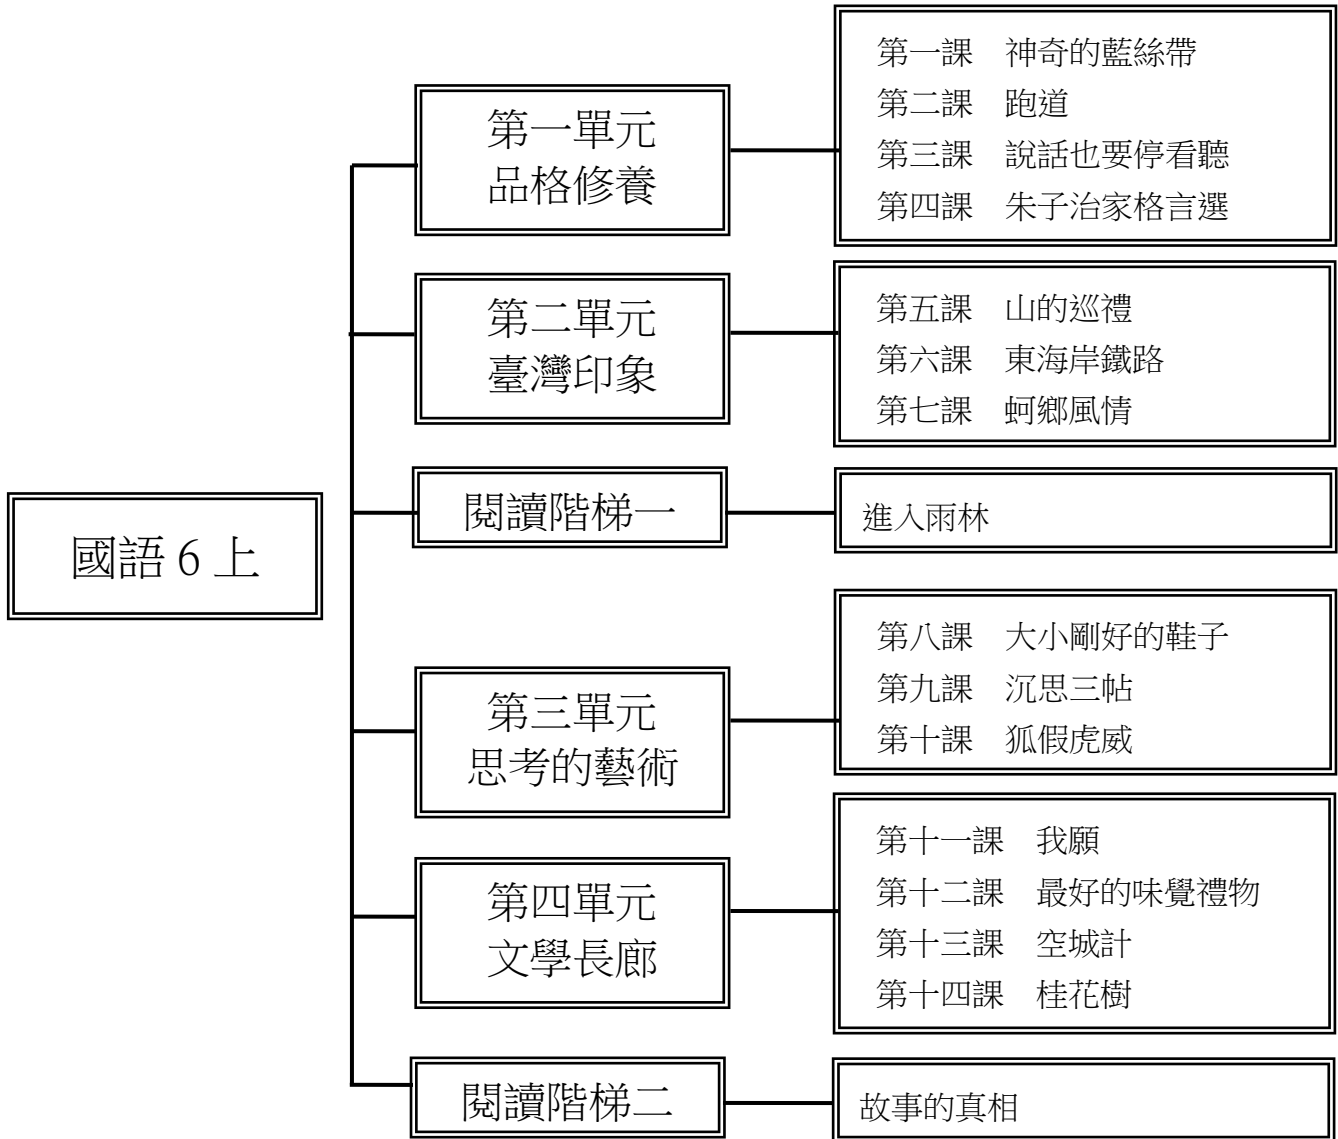 國語 6 上
第一單元
品格修養
第一課　神奇的藍絲帶
第二課　跑道
第三課　說話也要停看聽
第四課　朱子治家格言選
第二單元
臺灣印象
第五課　山的巡禮
第六課　東海岸鐵路
第七課　蚵鄉風情
閱讀階梯一
進入雨林
第三單元
思考的藝術
第八課　大小剛好的鞋子
第九課　沉思三帖
第十課　狐假虎威
第四單元
文學長廊
第十一課　我願
第十二課　最好的味覺禮物
第十三課　空城計
第十四課　桂花樹
閱讀階梯二
故事的真相